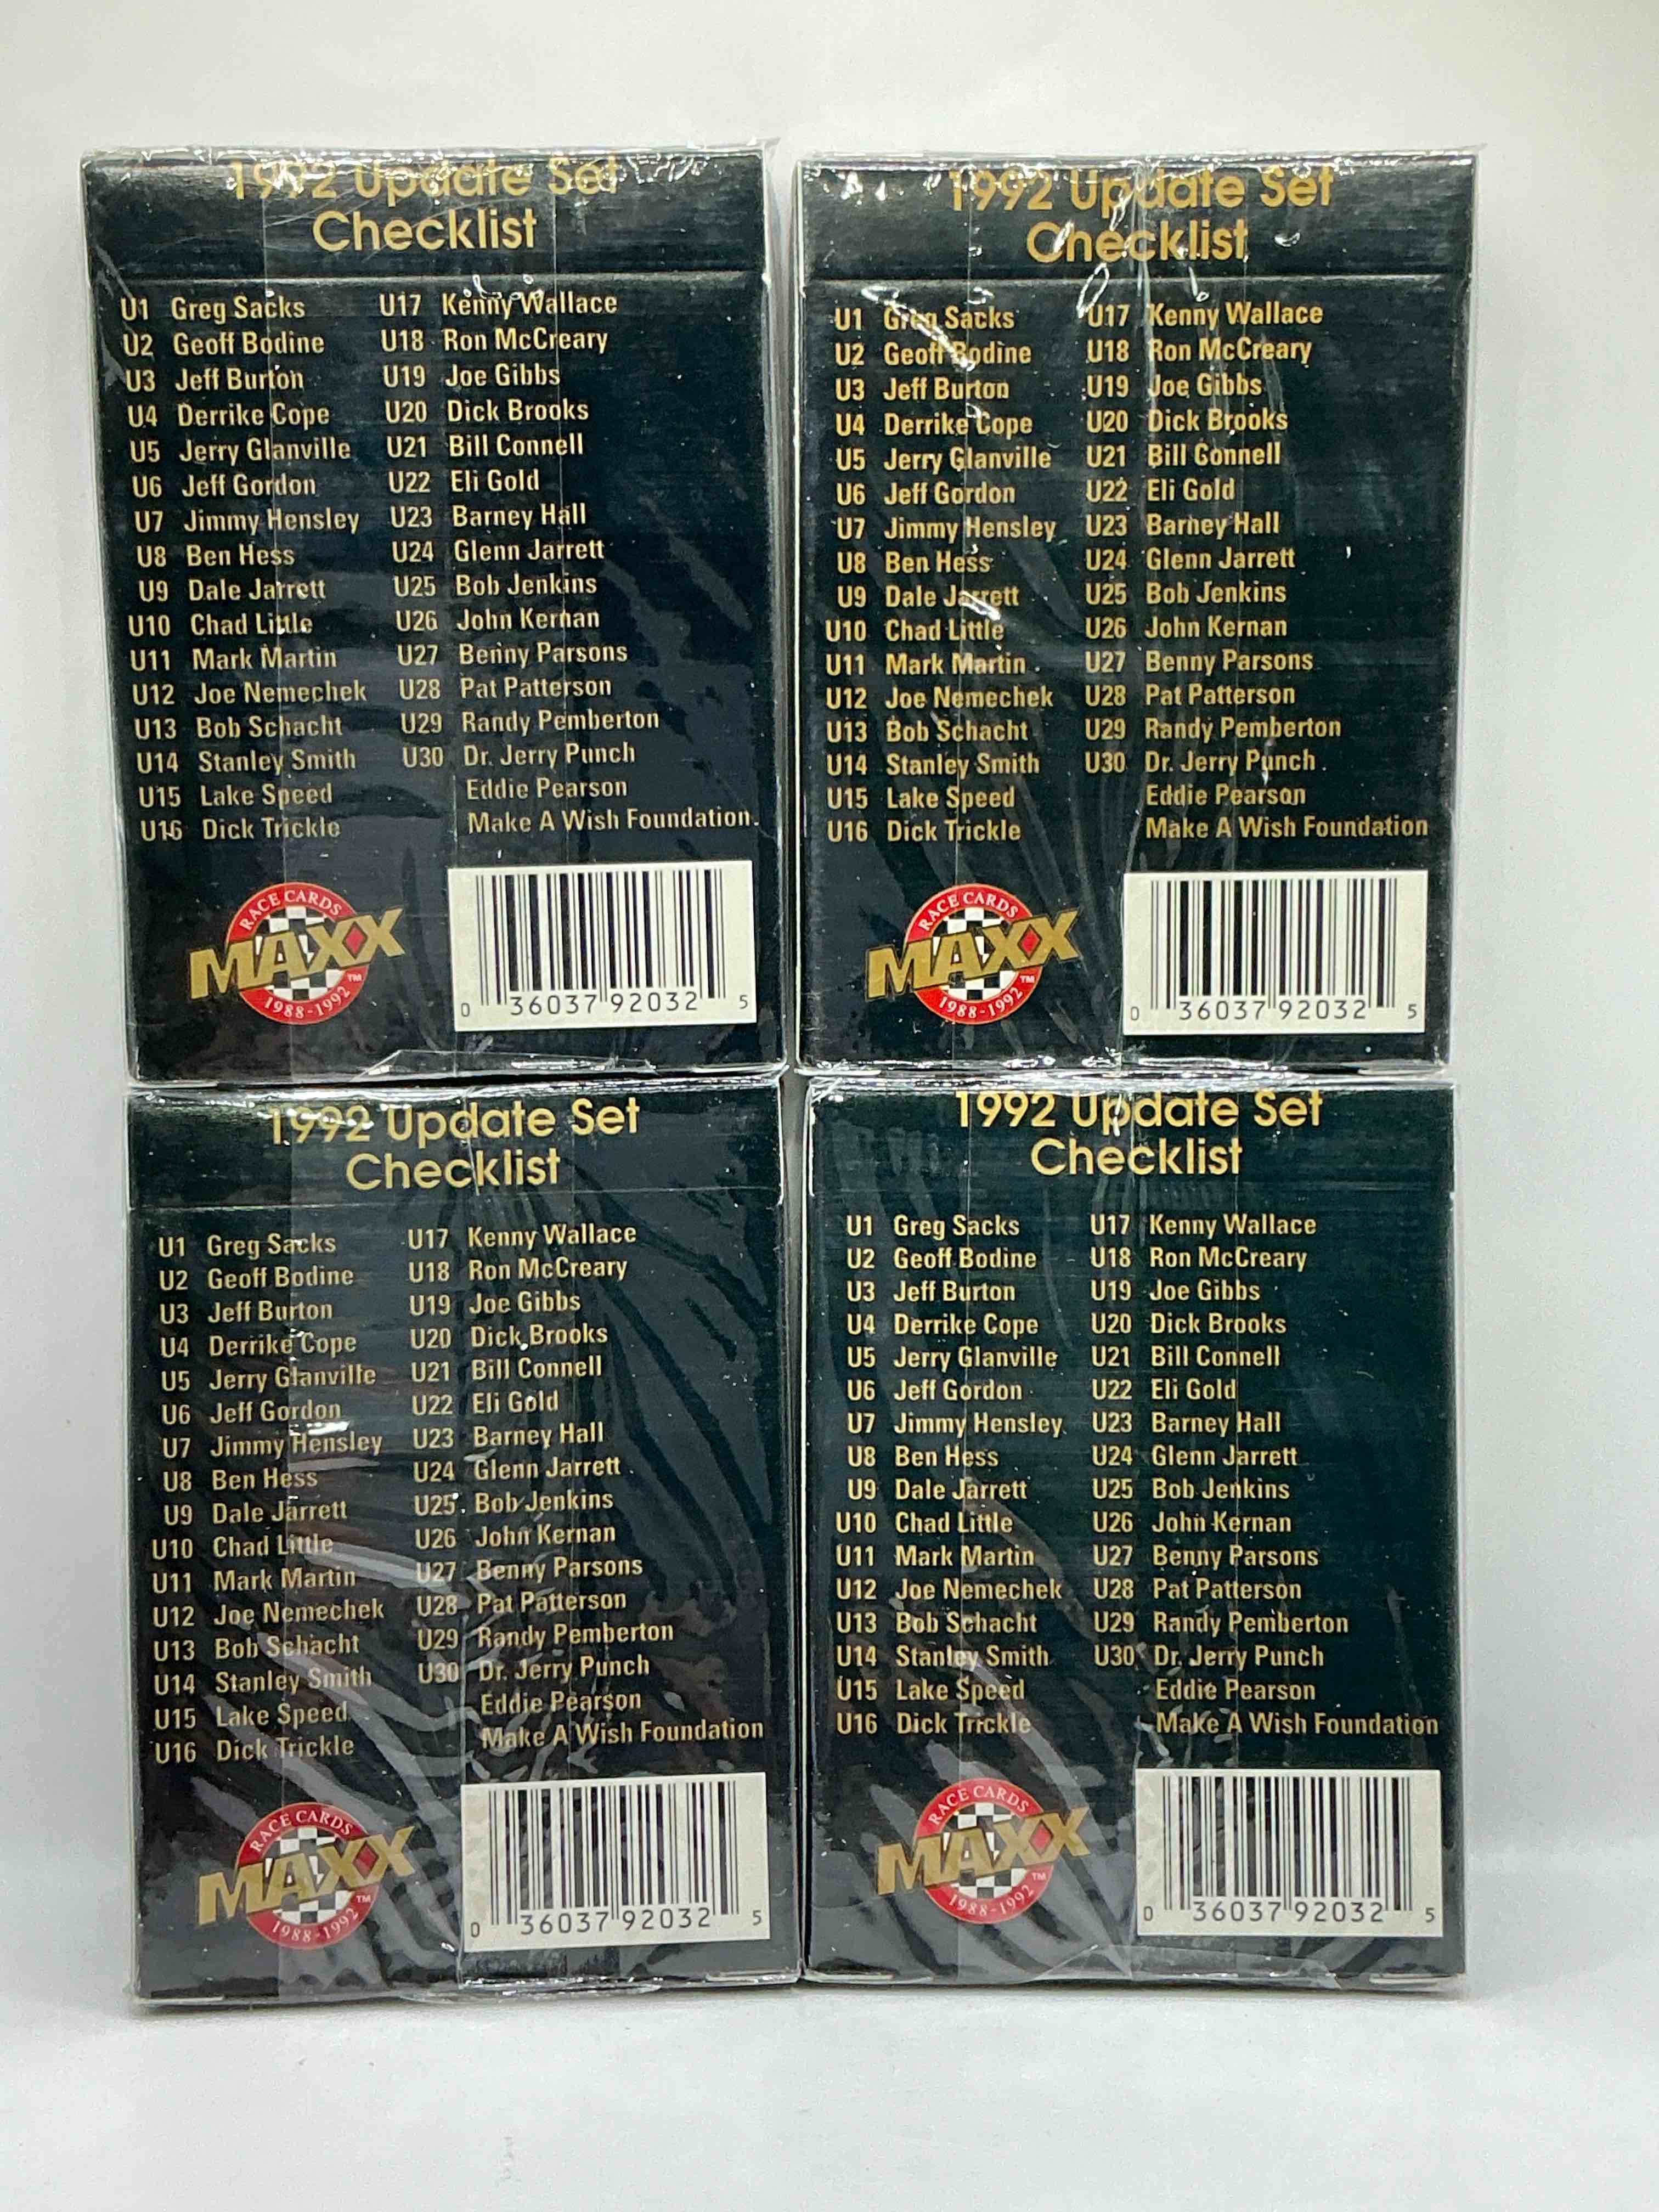 1992 Update Set
Checklist
U1 Greg Sacks
U2 Geoff Bodine
U3 Jeff Burton
U4 Derrike Cope
U5 Jerry Glanville
U6 Jeff Gordon
U7 Jimmy Hensley
U8 Ben Hess
U9 Dale Jarrett
U10 Chad Little
U11 Mark Martin
U12 Joe Nemechek
U13 Bob Schacht
U14 Stanley Smith
U15 Lake Speed
U16 Dick Trickle
U17 Kenny Wallace
U18 Ron McCreary
U19 Joe Gibbs
U20 Dick Brooks
U21 Bill Connell
U22 Eli Gold
U23 Barney Hall
U24 Glenn Jarrett
U25 Bob Jenkins
U26 John Kernan
U27 Benny Parsons
U28 Pat Patterson
U29 Randy Pemberton
U30 Dr. Jerry Punch
Eddie Pearson
Make A Wish Foundation
RACE CARDS
MAXX
TM
1988-1992
0 36037 92032 5
1992 Update Set
Checklist
U1 Greg Sacks
U2 Geoff Bodine
U3 Jeff Burton
U4 Derrike Cope
U5 Jerry Glanville
U6 Jeff Gordon
U7 Jimmy Hensley
U8 Ben Hess
U9 Dale Jarrett
U10 Chad Little
U11 Mark Martin
U12 Joe Nemechek
U13 Bob Schacht
U14 Stanley Smith
U15 Lake Speed
U16 Dick Trickle
U17 Kenny Wallace
U18 Ron McCreary
U19 Joe Gibbs
U20 Dick Brooks
U21 Bill Connell
U22 Eli Gold
U23 Barney Hall
U24 Glenn Jarrett
U25 Bob Jenkins
U26 John Kernan
U27 Benny Parsons
U28 Pat Patterson
U29 Randy Pemberton
U30 Dr. Jerry Punch
Eddie Pearson
Make A Wish Foundation
RACE CARDS
MAXX
TM
1988-1992
0 36037 92032 5
1992 Update Set
Checklist
U1 Greg Sacks
U2 Geoff Bodine
U3 Jeff Burton
U4 Derrike Cope
U5 Jerry Glanville
U6 Jeff Gordon
U7 Jimmy Hensley
U8 Ben Hess
U9 Dale Jarrett
U10 Chad Little
U11 Mark Martin
U12 Joe Nemechek
U13 Bob Schacht
U14 Stanley Smith
U15 Lake Speed
U16 Dick Trickle
U17 Kenny Wallace
U18 Ron McCreary
U19 Joe Gibbs
U20 Dick Brooks
U21 Bill Connell
U22 Eli Gold
U23 Barney Hall
U24 Glenn Jarrett
U25 Bob Jenkins
U26 John Kernan
U27 Benny Parsons
U28 Pat Patterson
U29 Randy Pemberton
U30 Dr. Jerry Punch
Eddie Pearson
Make A Wish Foundation
RACE CARDS
MAXX
TM
1988-1992
0 36037 92032 5
1992 Update Set
Checklist
U1 Greg Sacks
U2 Geoff Bodine
U3 Jeff Burton
U4 Derrike Cope
U5 Jerry Glanville
U6 Jeff Gordon
U7 Jimmy Hensley
U8 Ben Hess
U9 Dale Jarrett
U10 Chad Little
U11 Mark Martin
U12 Joe Nemechek
U13 Bob Schacht
U14 Stanley Smith
U15 Lake Speed
U16 Dick Trickle
U17 Kenny Wallace
U18 Ron McCreary
U19 Joe Gibbs
U20 Dick Brooks
U21 Bill Connell
U22 Eli Gold
U23 Barney Hall
U24 Glenn Jarrett
U25 Bob Jenkins
U26 John Kernan
U27 Benny Parsons
U28 Pat Patterson
U29 Randy Pemberton
U30 Dr. Jerry Punch
Eddie Pearson
Make A Wish Foundation
RACE CARDS
MAXX
TM
1988-1992
0 36037 92032 5